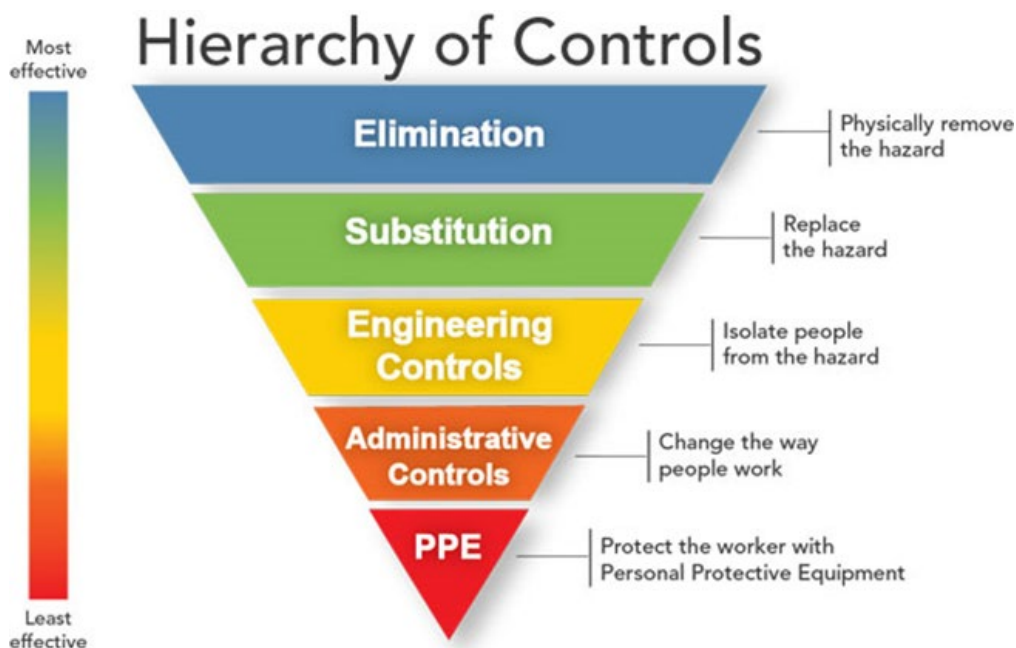 Hierarchy of Controls
Most
effective
Elimination
Physically remove
the hazard
Substitution
Replace
the hazard
Engineering
Controls
Isolate people
from the hazard
Administrative
Controls
Change the way
people work
PPE
Protect the worker with
Personal Protective Equipment
Least
effective